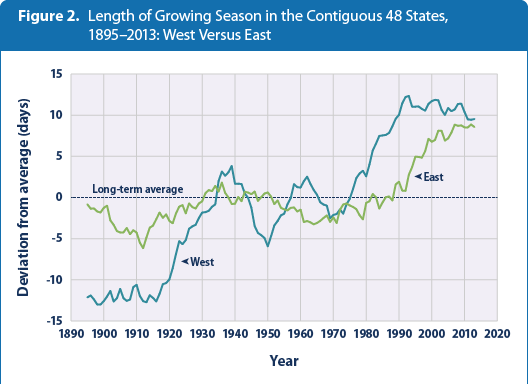 Figure 2. Length of Growing Season in the Contiguous 48 States,
1895–2013: West Versus East
Deviation from average (days)
15
10
5
0
-5
-10
-15
Long-term average
East
West
1890 1900 1910 1920 1930 1940 1950 1960 1970 1980 1990 2000 2010 2020
Year